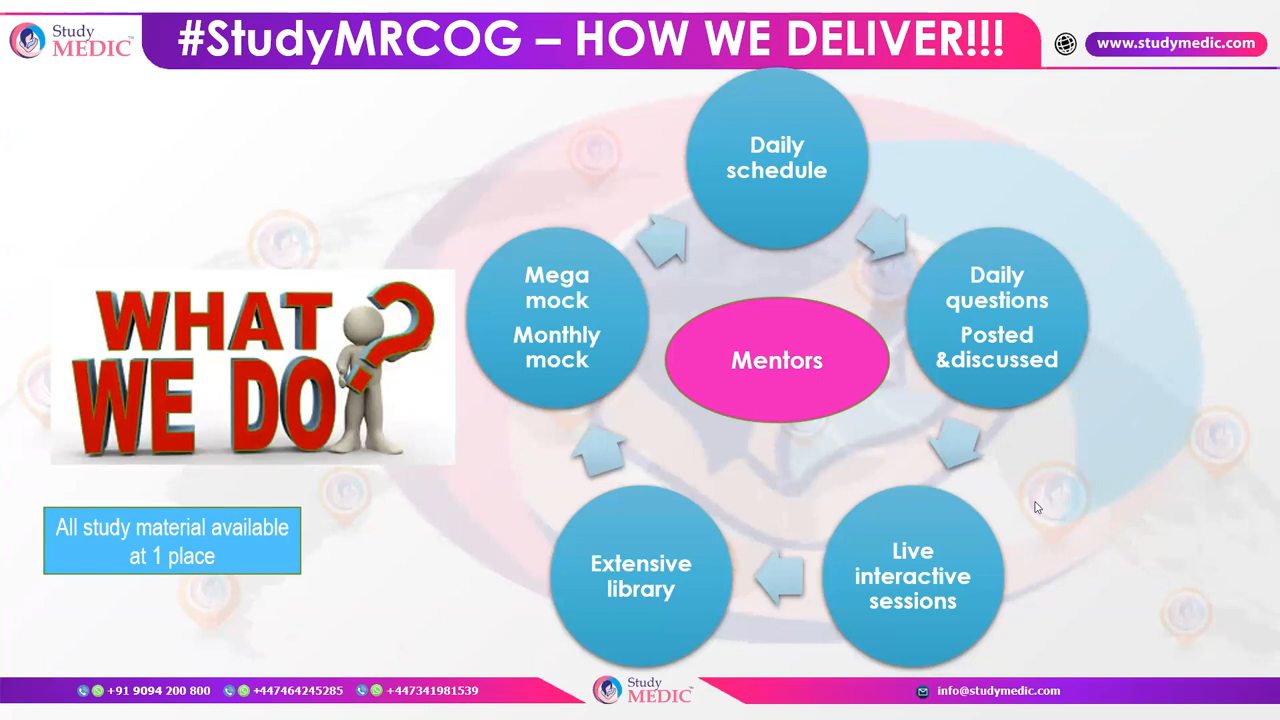 Study
MEDIC™
#StudyMRCOG – HOW WE DELIVER!!!
www.studymedic.com
Daily
schedule
Daily
questions
Posted
&discussed
Live
interactive
sessions
Extensive
library
Mega
mock
Monthly
mock
Mentors
WHAT
WE DO?
All study material available
at 1 place
+91 9094 200 800
+447464245285
+447341981539
Study
MEDIC™
info@studymedic.com